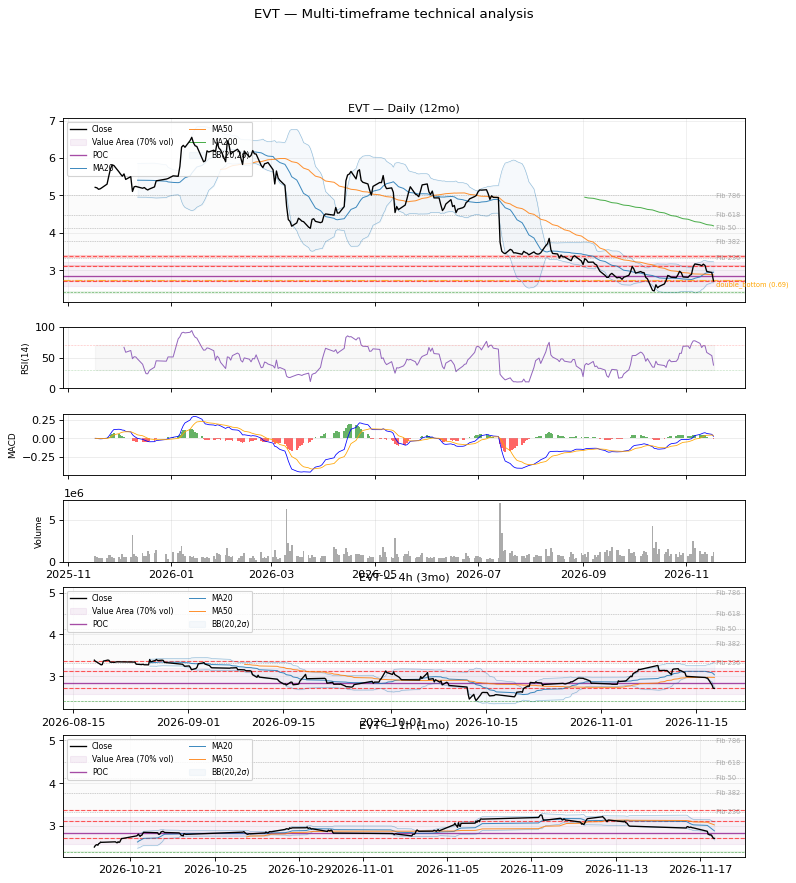 EVT — Multi-timeframe technical analysis
EVT — Daily (12mo)
7
6
5
4
3
Close
Value Area (70% vol)
POC
MA20
MA50
MA200
BB(20,2σ)
Fib 786
Fib 618
Fib 50
Fib 382
Fib 236
double_bottom (0.69)
RSI(14)
100
50
0
MACD
0.25
0.00
−0.25
1e6
Volume
5
0
2025-11
2026-01
2026-03
2026-05
2026-07
2026-09
2026-11
EVT — 4h (3mo)
5
4
3
Close
Value Area (70% vol)
POC
MA20
MA50
BB(20,2σ)
Fib 786
Fib 618
Fib 50
Fib 382
Fib 236
2026-08-15
2026-09-01
2026-09-15
2026-10-01
2026-10-15
2026-11-01
2026-11-15
EVT — 1h (1mo)
5
4
3
Close
Value Area (70% vol)
POC
MA20
MA50
BB(20,2σ)
Fib 786
Fib 618
Fib 50
Fib 382
Fib 236
2026-10-21
2026-10-25
2026-10-29
2026-11-01
2026-11-05
2026-11-09
2026-11-13
2026-11-17